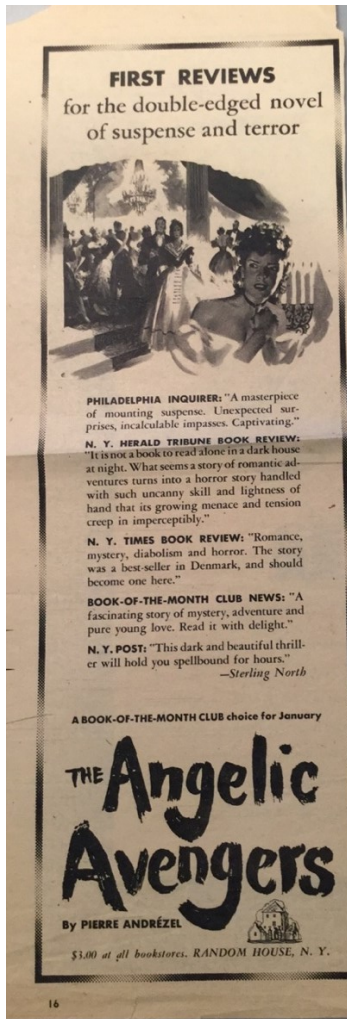 FIRST REVIEWS
for the double-edged novel
of suspense and terror
PHILADELPHIA INQUIRER: "A masterpiece
of mounting suspense. Unexpected sur-
prises, incalculable impasses. Captivating."
N. Y. HERALD TRIBUNE BOOK REVIEW:
"It is not a book to read alone in a dark house
at night. What seems a story of romantic ad-
ventures turns into a horror story handled
with such uncanny skill and lightness of
hand that its growing menace and tension
creep in imperceptibly."
N. Y. TIMES BOOK REVIEW: "Romance,
mystery, diabolism and horror. The story
was a best-seller in Denmark, and should
become one here."
BOOK-OF-THE-MONTH CLUB NEWS: "A
fascinating story of mystery, adventure and
pure young love. Read it with delight."
N. Y. POST: "This dark and beautiful thrill-
er will hold you spellbound for hours."
—Sterling North
A BOOK-OF-THE-MONTH CLUB choice for January
THE Angelic
Avengers
By PIERRE ANDRÉZEL
$3.00 at all bookstores. RANDOM HOUSE, N. Y.
16